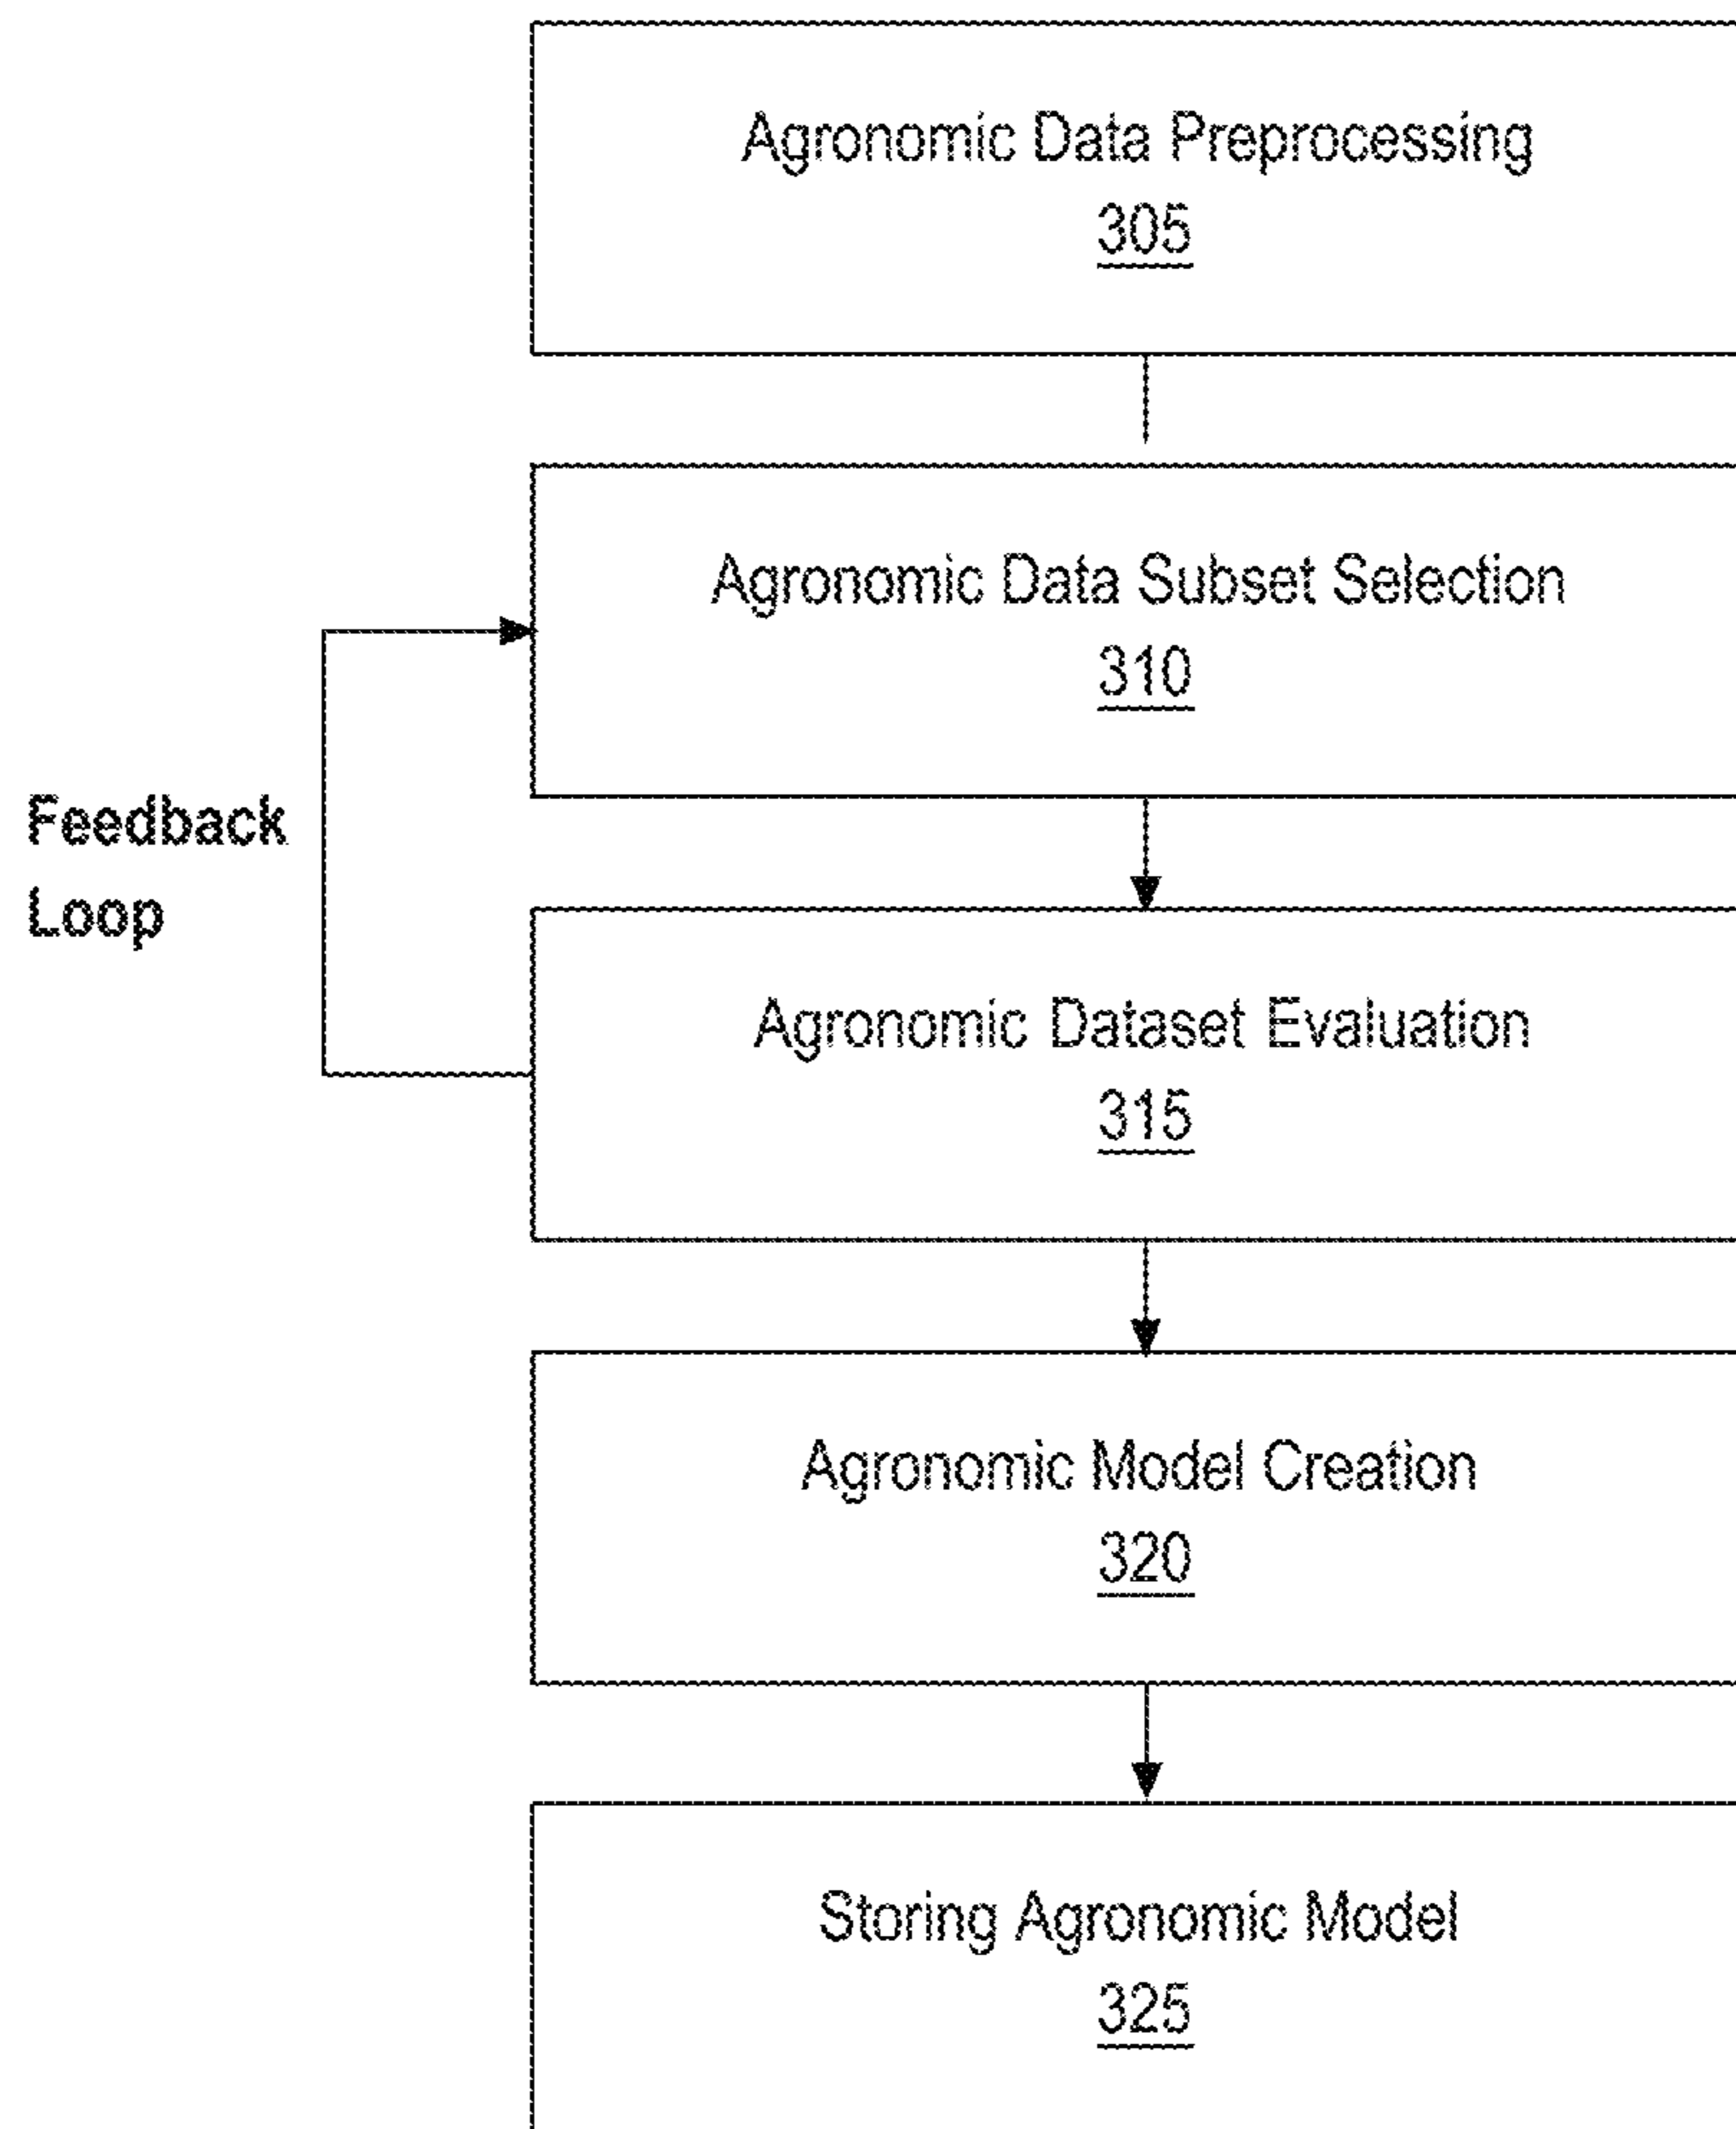 Agronomic Data Preprocessing
305
Agronomic Data Subset Selection
310
Feedback
Loop
Agronomic Dataset Evaluation
315
Agronomic Model Creation
320
Storing Agronomic Model
325